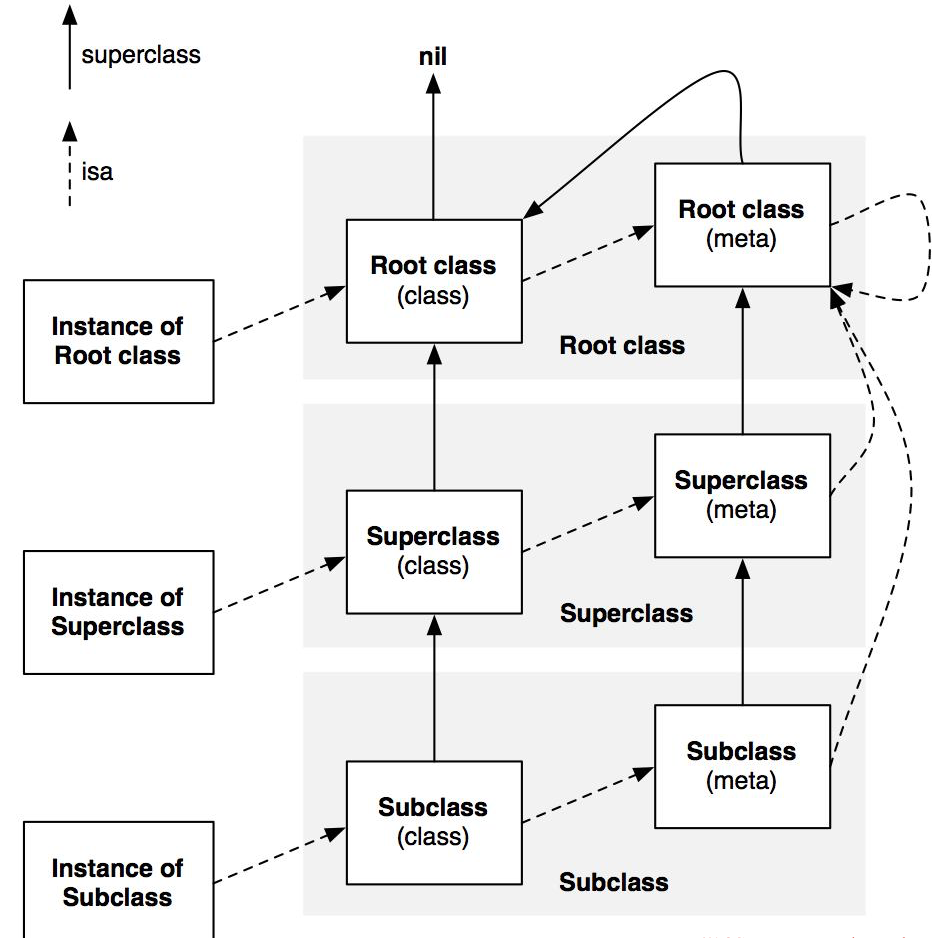 superclass
nil
isa
Root class
(meta)
Root class
(class)
Instance of
Root class
Root class
Superclass
(meta)
Superclass
(class)
Instance of
Superclass
Superclass
Subclass
(meta)
Subclass
(class)
Instance of
Subclass
Subclass